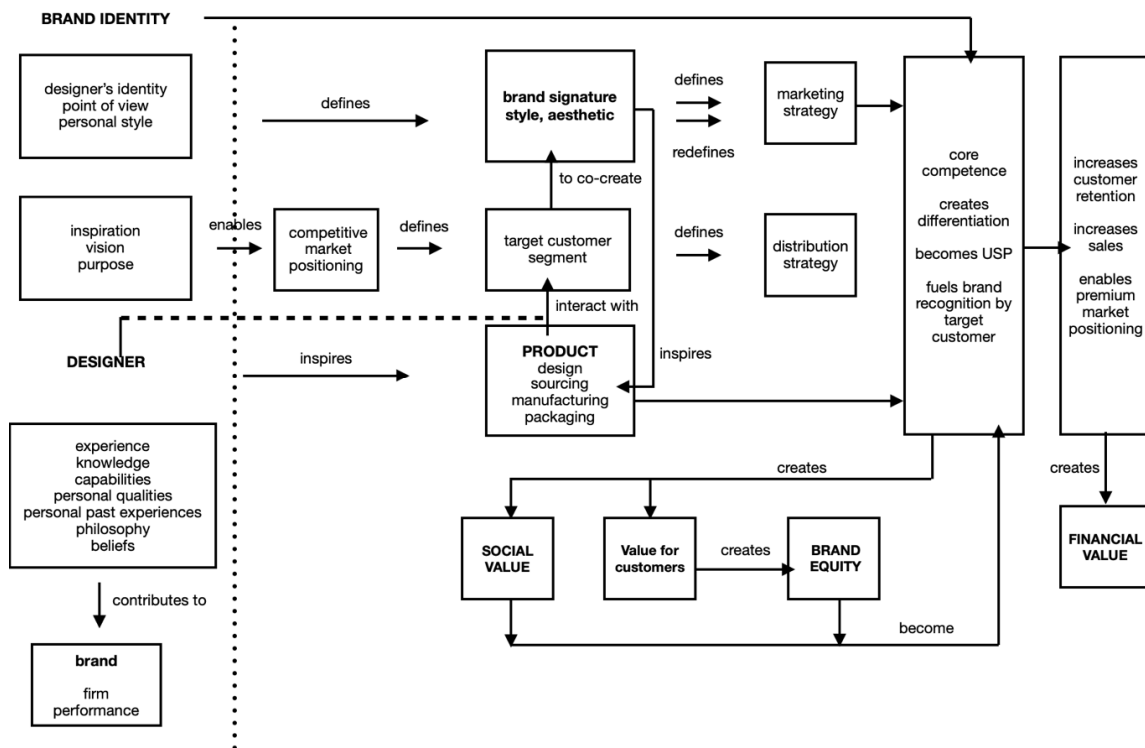 BRAND IDENTITY
designer's identity
point of view
personal style
defines
brand signature
style, aesthetic
defines
redefines
marketing
strategy
to co-create
inspiration
vision
purpose
enables
competitive
market
positioning
defines
target customer
segment
defines
distribution
strategy
interact with
DESIGNER
inspires
PRODUCT
design
sourcing
manufacturing
packaging
inspires
core
competence
creates
differentiation
becomes USP
fuels brand
recognition by
target
customer
increases
customer
retention
increases
sales
enables
premium
market
positioning
experience
knowledge
capabilities
personal qualities
personal past experiences
philosophy
beliefs
contributes to
brand
firm
performance
creates
SOCIAL
VALUE
Value for
customers
creates
BRAND
EQUITY
become
creates
FINANCIAL
VALUE